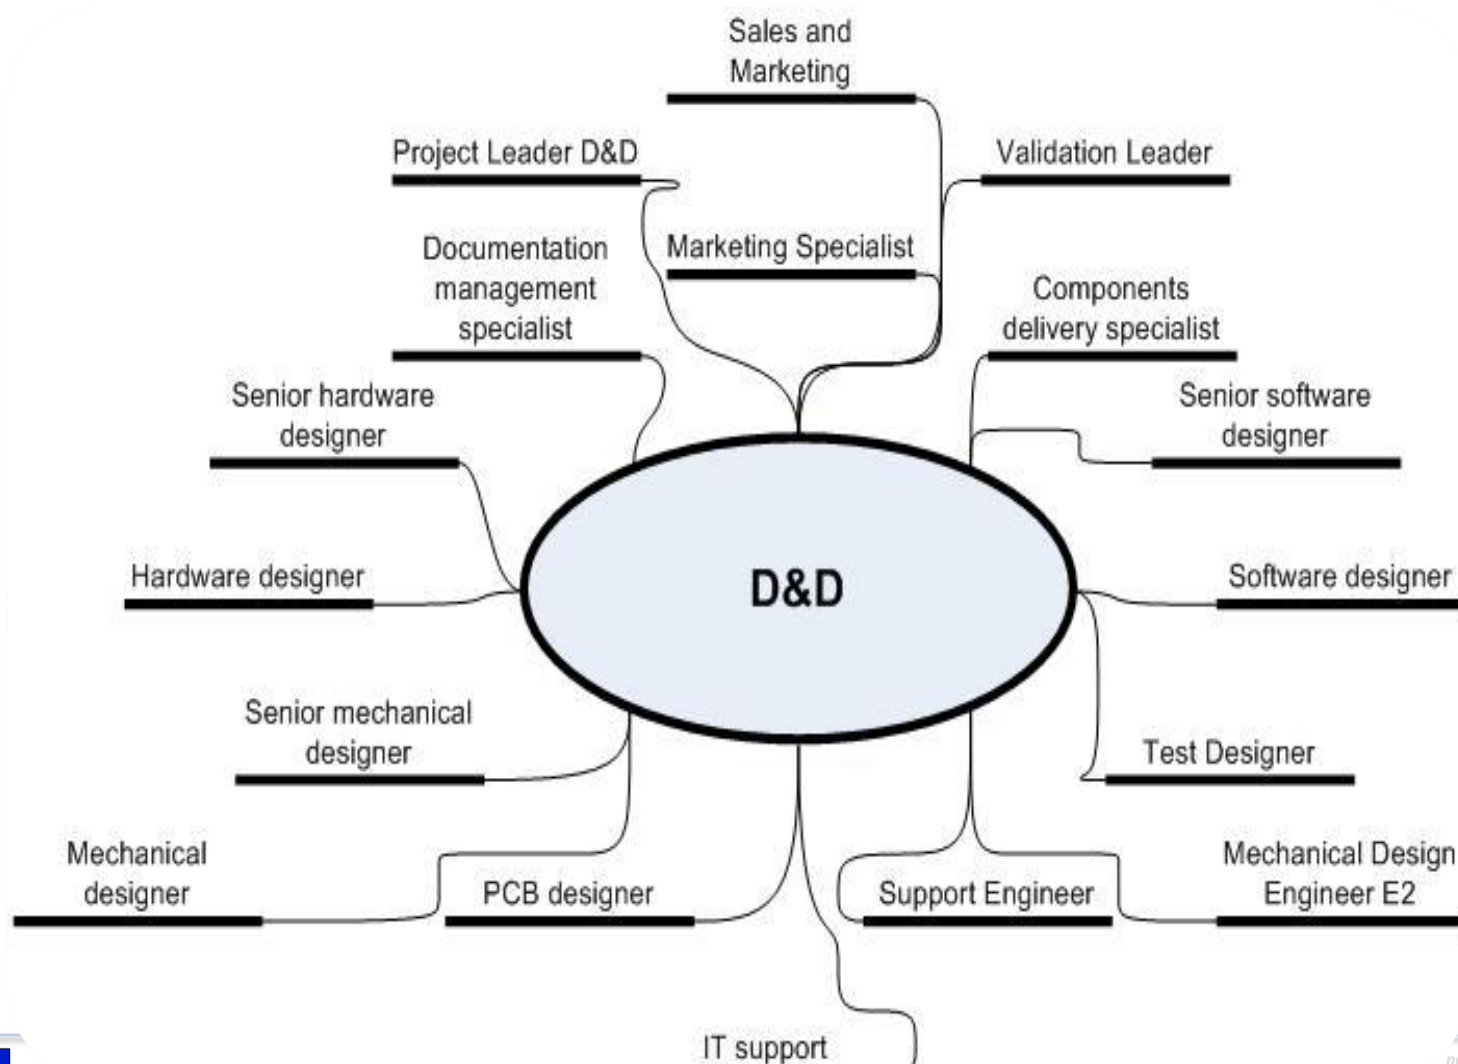 Sales and
Marketing
Project Leader D&D
Validation Leader
Documentation
management
specialist
Marketing Specialist
Components
delivery specialist
Senior hardware
designer
Senior software
designer
Hardware designer
D&D
Software designer
Senior mechanical
designer
Test Designer
Mechanical
designer
PCB designer
Support Engineer
Mechanical Design
Engineer E2
IT support